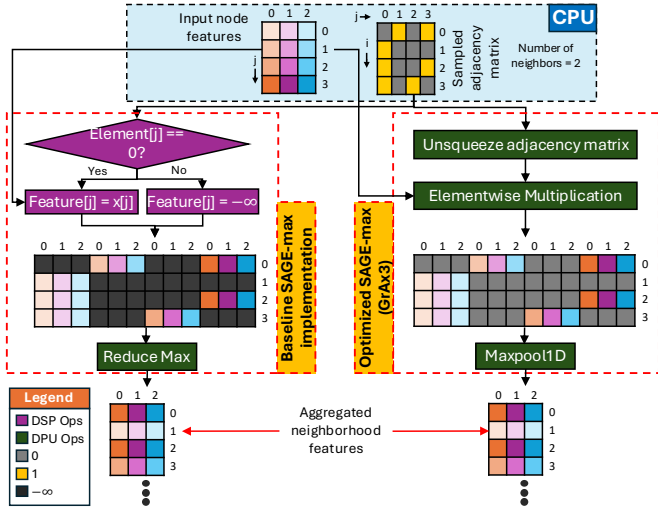 CPU
Input node
features
0 1 2
0
1
2
3
j
j
0 1 2 3
i
0
1
2
3
Sampled
adjacency
matrix
Number of
neighbors = 2
Element[j] ==
0?
Yes
No
Feature[j] = x[j]
Feature[j] = −∞
0 1 2 0 1 2 0 1 2 0 1 2
0
1
2
3
Reduce Max
Baseline SAGE-max
implementation
Optimized SAGE-max
(GrAx3)
Unsqueeze adjacency matrix
Elementwise Multiplication
0 1 2 0 1 2 0 1 2 0 1 2
0
1
2
3
Maxpool1D
Legend
DSP Ops
DPU Ops
0
1
−∞
0 1 2
0
1
2
3
Aggregated
neighborhood
features
0 1 2
0
1
2
3